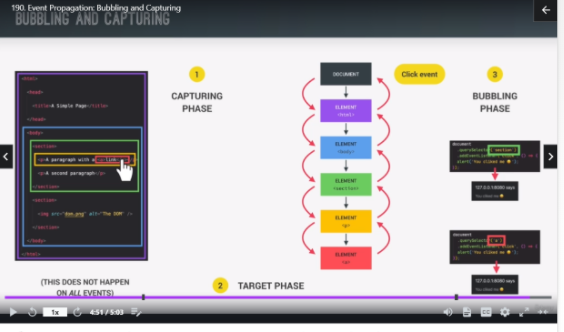 190. Event Propagation: Bubbling and Capturing
BUBBLING AND CAPTURING
<html>
<head>
<title>A Simple Page</title>
</head>
<body>
<section>
<p>A paragraph with a <a>link</a>
<p>A second paragraph</p>
</section>
<section>
<img src="dom.png" alt="The DOM" />
</section>
</body>
</html>
(THIS DOES NOT HAPPEN
ON ALL EVENTS)
1
CAPTURING
PHASE
DOCUMENT
ELEMENT
<html>
ELEMENT
<body>
ELEMENT
<section>
ELEMENT
<p>
ELEMENT
<a>
Click event
2
TARGET PHASE
3
BUBBLING
PHASE
document
.querySelector('section')
.addEventListener('click', () => {
alert('You clicked me
});
127.0.0.1:8080 says
You clicked me
document
.querySelector('a')
.addEventListener('click', () => {
alert('You clicked me
});
127.0.0.1:8080 says
You clicked me
1x
4:51 / 5:03